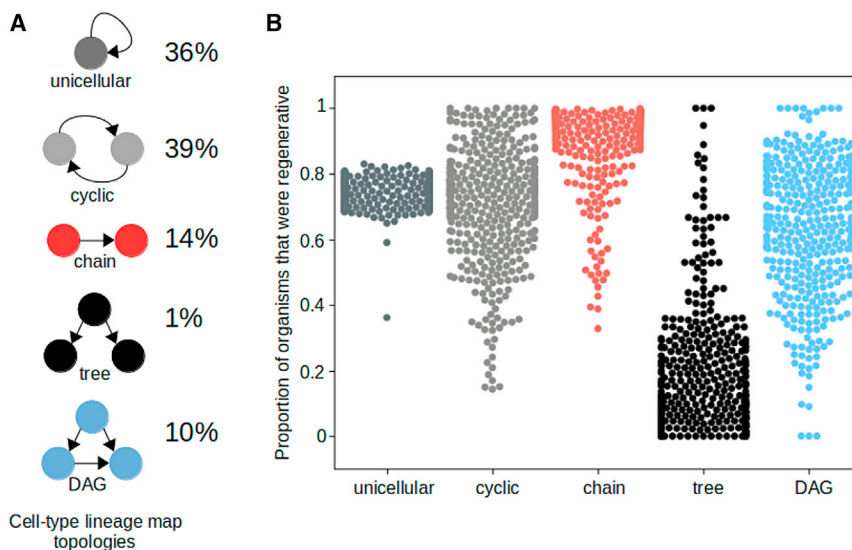 A
unicellular
36%
cyclic
39%
chain
14%
tree
1%
DAG
10%
Cell-type lineage map
topologies
B
Proportion of organisms that were regenerative
1
0.8
0.6
0.4
0.2
0
unicellular
cyclic
chain
tree
DAG